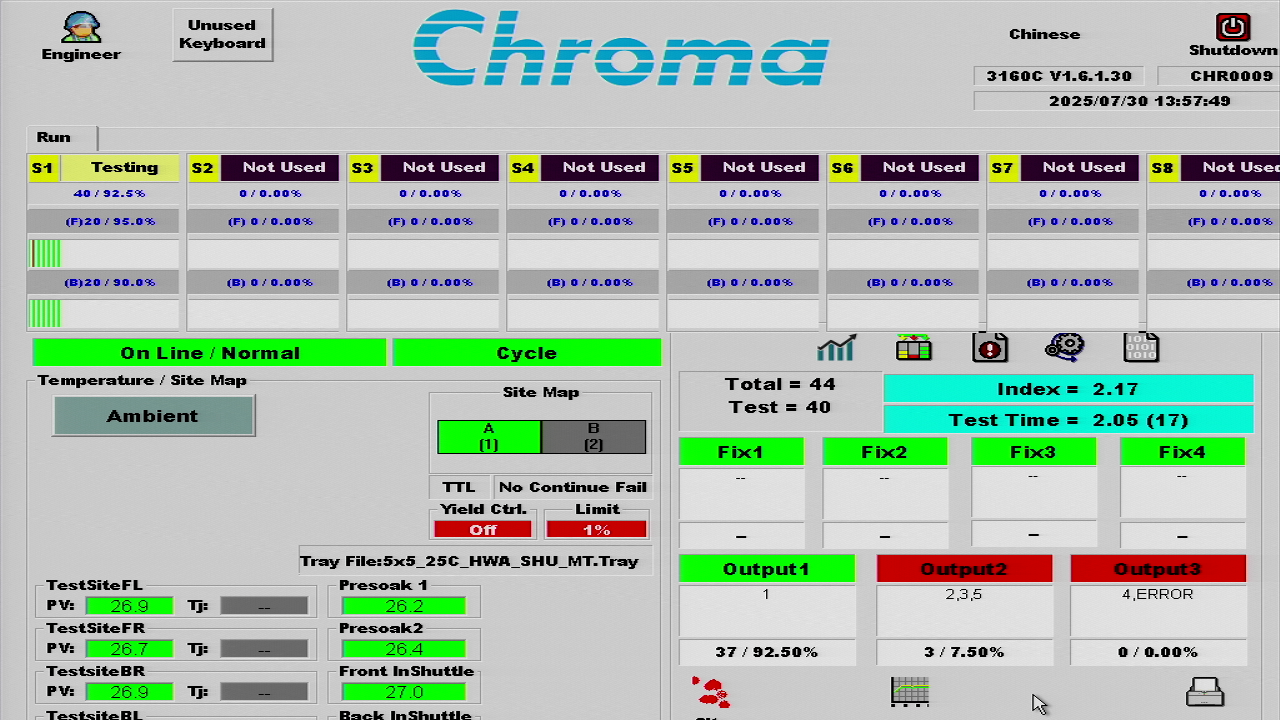 Engineer
Unused
Keyboard
Chroma
Chinese
Shutdown
3160C V1.6.1.30
CHR0009
2025/07/30 13:57:49
Run
S1 Testing S2 Not Used S3 Not Used S4 Not Used S5 Not Used S6 Not Used S7 Not Used S8 Not Us
40 / 92.5% 0 / 0.00% 0 / 0.00% 0 / 0.00% 0 / 0.00% 0 / 0.00% 0 / 0.00% 0 / 0.00%
(F)20 / 95.0% (F) 0 / 0.00% (F) 0 / 0.00% (F) 0 / 0.00% (F) 0 / 0.00% (F) 0 / 0.00% (F) 0 / 0.00% (F) 0 / 0.00%
(B)20 / 90.0% (B) 0 / 0.00% (B) 0 / 0.00% (B) 0 / 0.00% (B) 0 / 0.00% (B) 0 / 0.00% (B) 0 / 0.00% (B) 0 / 0.00%
On Line / Normal
Cycle
Temperature / Site Map
Ambient
Site Map
A B
(1) (2)
TTL No Continue Fail
Yield Ctrl. Limit
Off 1%
Tray File:5x5_25C_HWA_SHU_MT.Tray
TestSiteFL
PV: 26.9 Tj: --
TestSiteFR
PV: 26.7 Tj: --
TestsiteBR
PV: 26.9 Tj: --
TestsiteBL
Presoak 1
26.2
Presoak2
26.4
Front InShuttle
27.0
Back InShuttle
1010
0101
1010
Total = 44
Test = 40
Index = 2.17
Test Time = 2.05 (17)
Fix1 Fix2 Fix3 Fix4
-- -- -- --
-- -- -- --
Output1 Output2 Output3
1 2,3,5 4,ERROR
37 / 92.50% 3 / 7.50% 0 / 0.00%